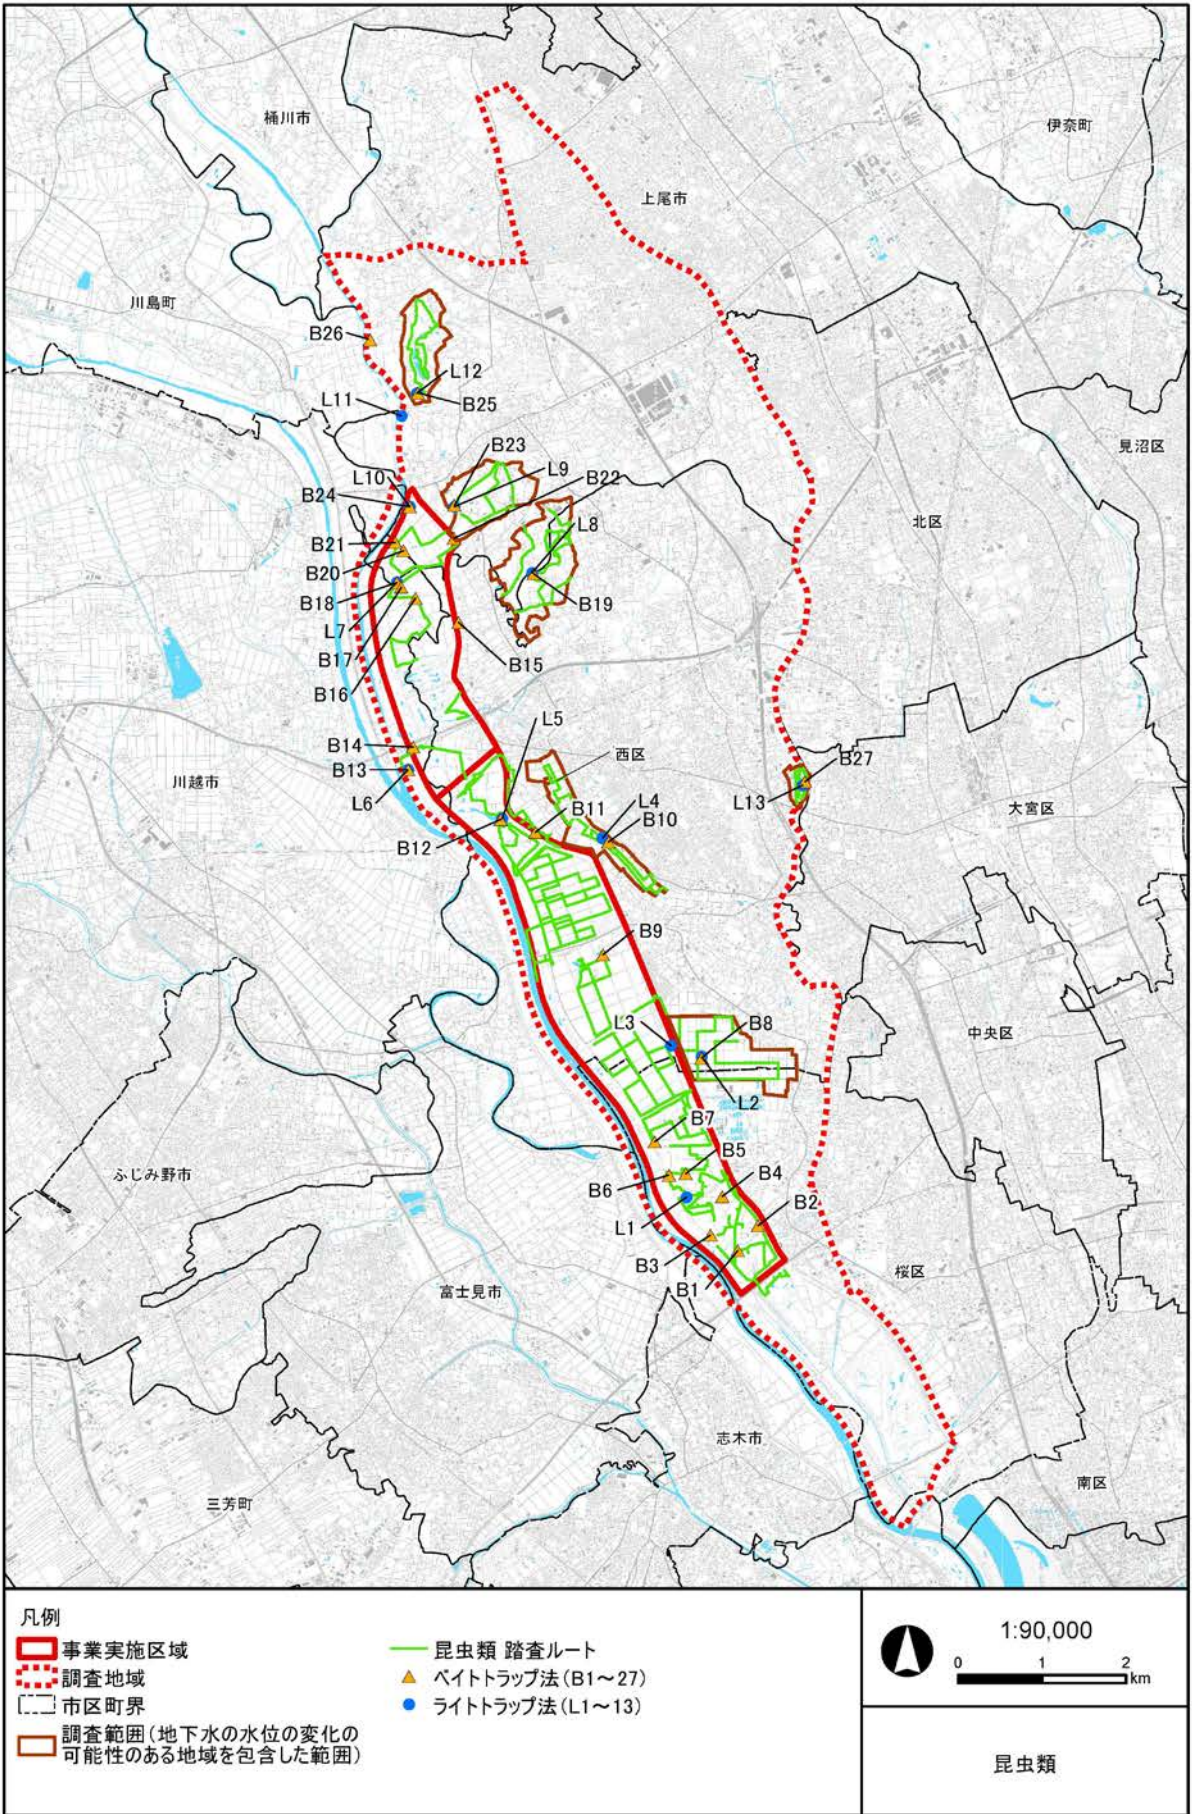 桶川市
伊奈町
上尾市
川島町
B26
L12
L11
B25
見沼区
B23
L9
L10
B22
B24
L8
北区
B21
B20
B18
B19
L7
B17
B15
B16
L5
B14
西区
B13
B27
川越市
L6
L13
L4
B11
大宮区
B10
B12
B9
L3
B8
中央区
L2
B7
B5
ふじみ野市
B6
B4
L1
B2
B3
B1
桜区
富士見市
志木市
南区
三芳町
凡例
事業実施区域
調査地域
市区町界
調査範囲(地下水の水位の変化の
可能性のある地域を包含した範囲)
昆虫類 踏査ルート
ベイトトラップ法(B1～27)
ライトトラップ法(L1～13)
1:90,000
0 1 2
km
昆虫類